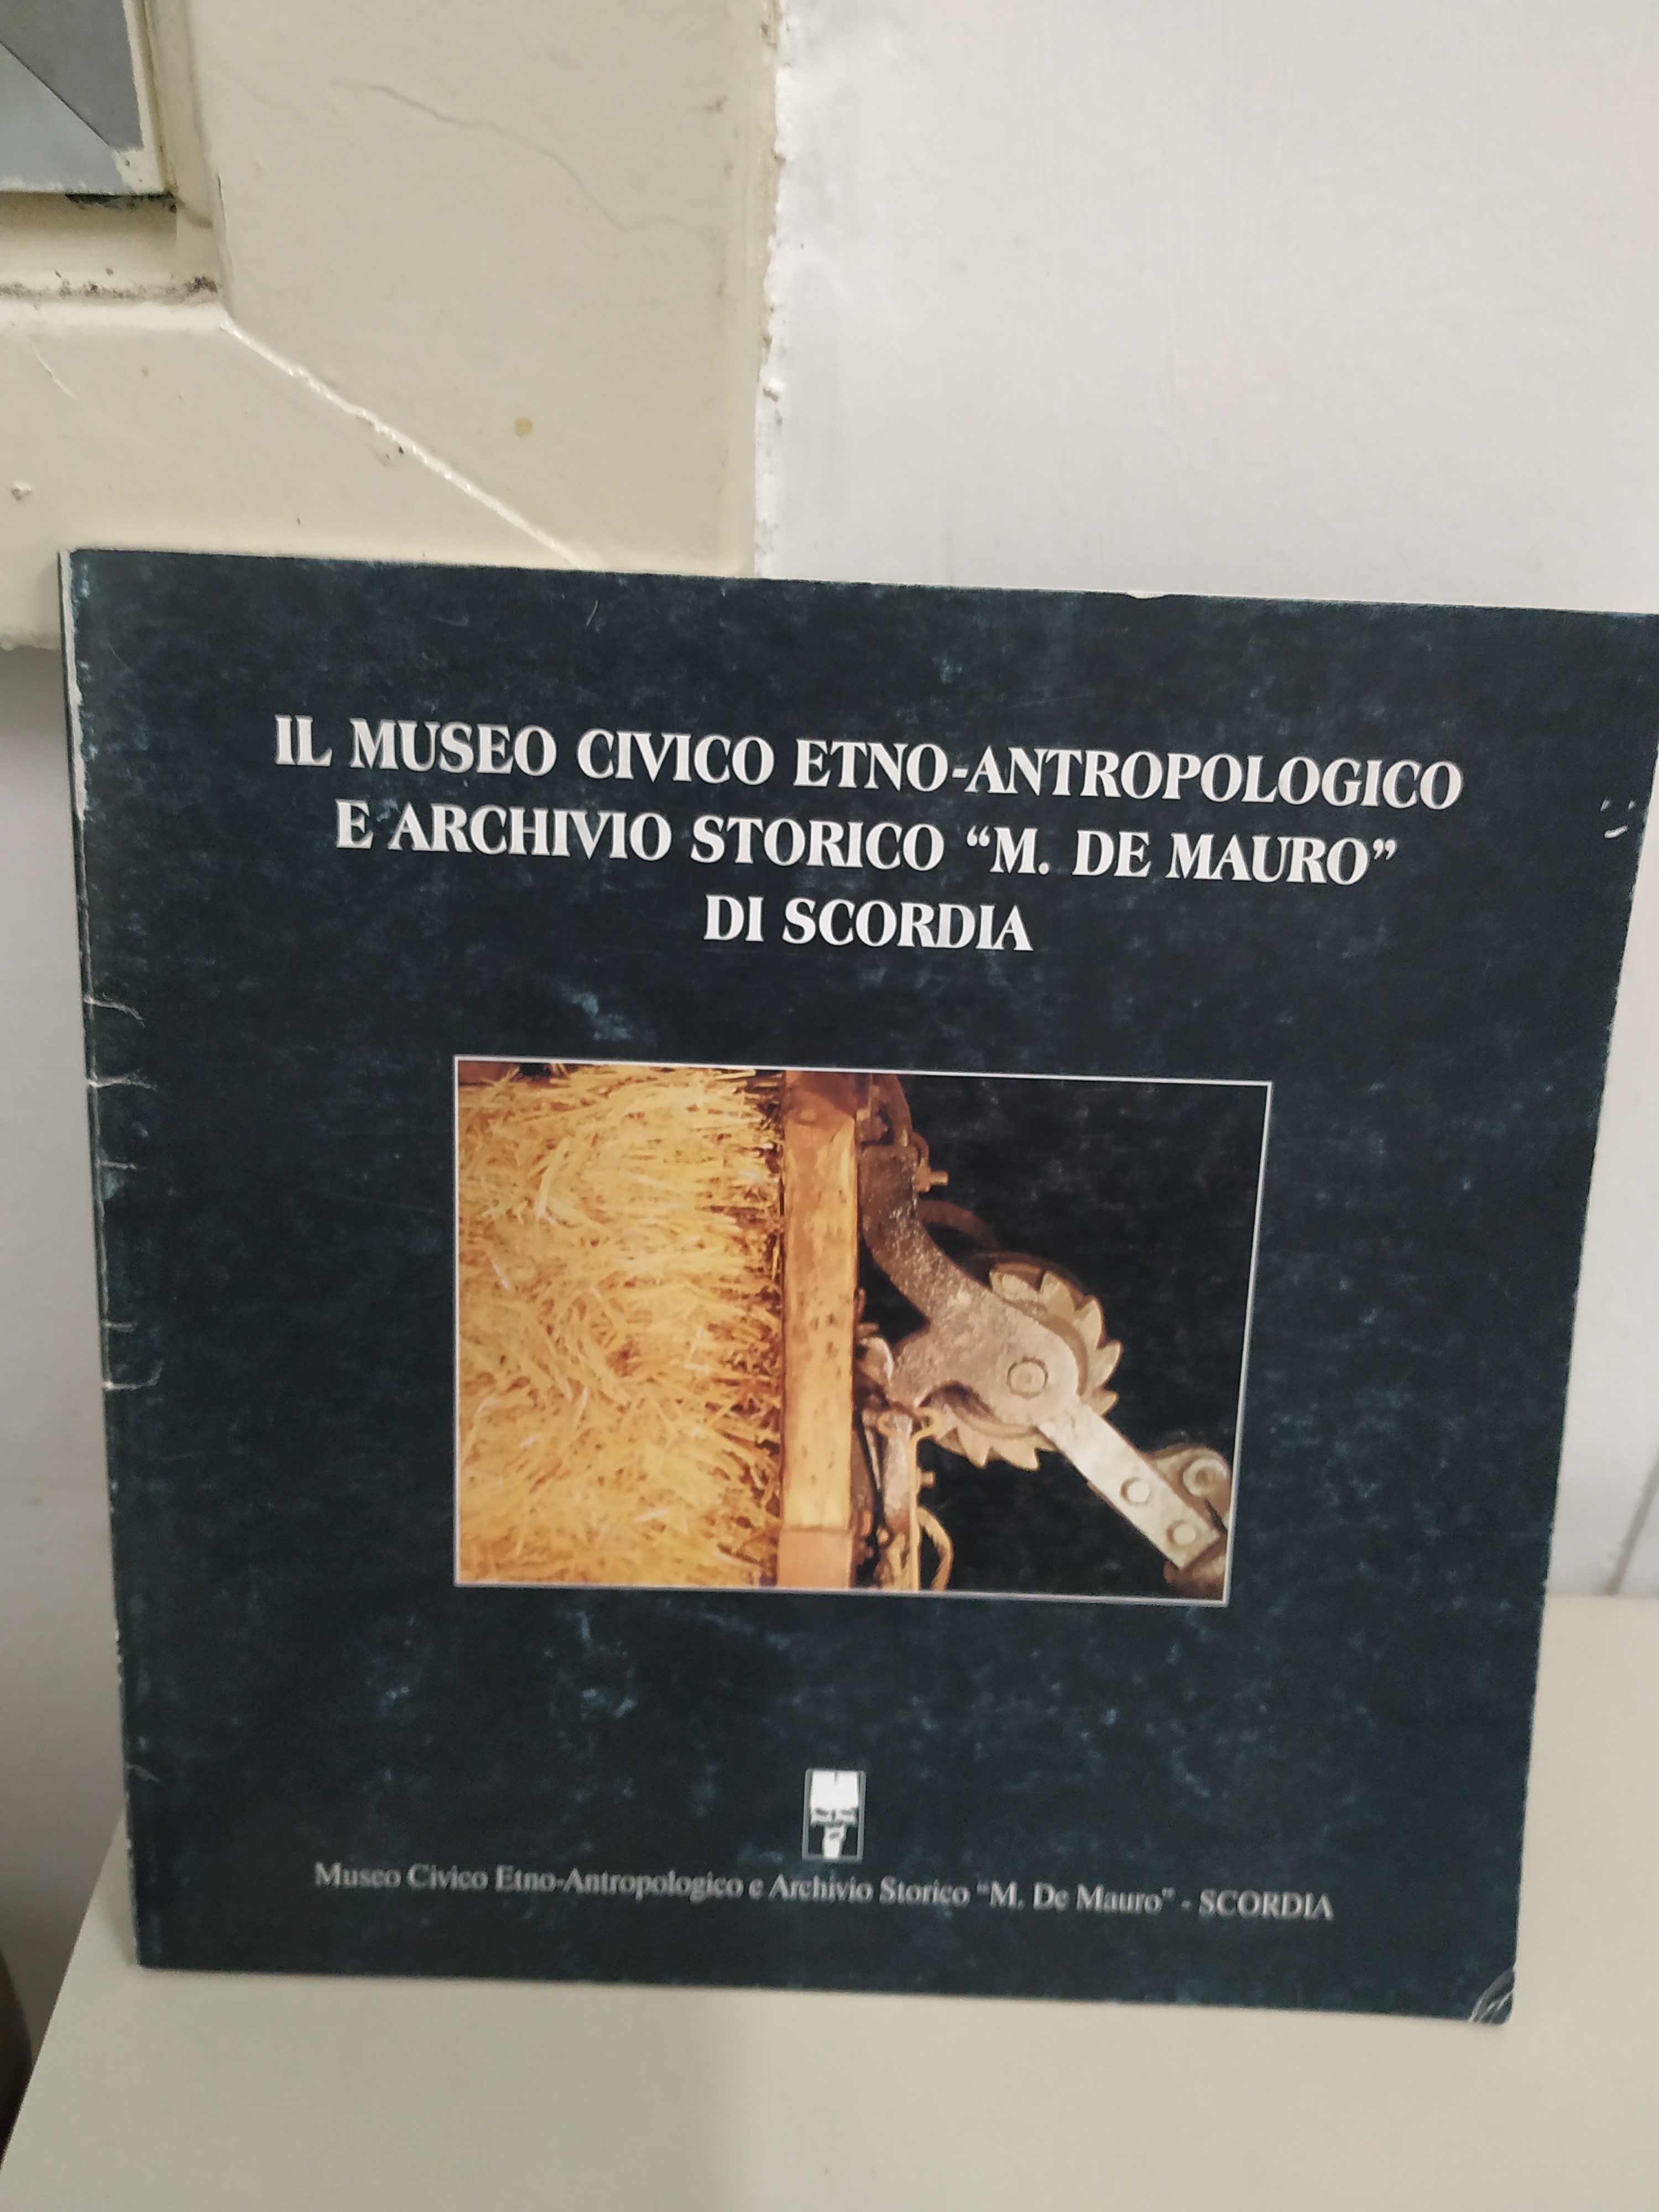 IL MUSEO CIVICO ETNO-ANTROPOLOGICO
E ARCHIVIO STORICO “M. DE MAURO”
DI SCORDIA
Museo Civico Etno-Antropologico e Archivio Storico “M. De Mauro” - SCORDIA